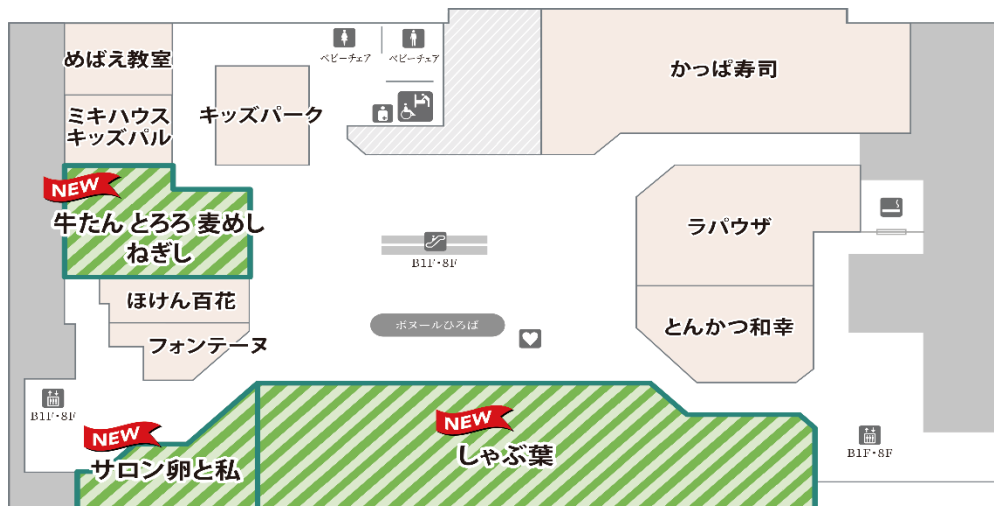 めばえ教室
ミキハウス
キッズパル
キッズパーク
ベビーチェア
ベビーチェア
かっぱ寿司
NEW
牛たん とろろ 麦めし
ねぎし
ほけん百花
フォンテーヌ
B1F・8F
ボヌールひろば
ラパウザ
とんかつ和幸
B1F・8F
NEW
サロン卵と私
NEW
しゃぶ葉
B1F・8F